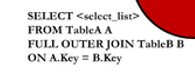 SELECT <select_list>
FROM TableA A
FULL OUTER JOIN TableB B
ON A.Key = B.Key